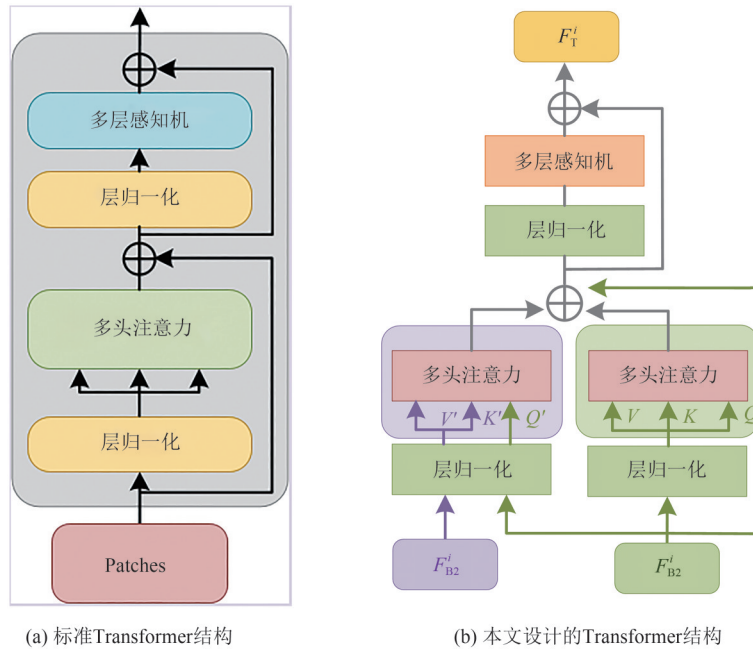 多层感知机
层归一化
多头注意力
层归一化
Patches
(a) 标准Transformer结构
F_T^i
多层感知机
层归一化
多头注意力
V' K' Q'
层归一化
F_B2^i
多头注意力
V K Q
层归一化
F_B2^i
(b) 本文设计的Transformer结构